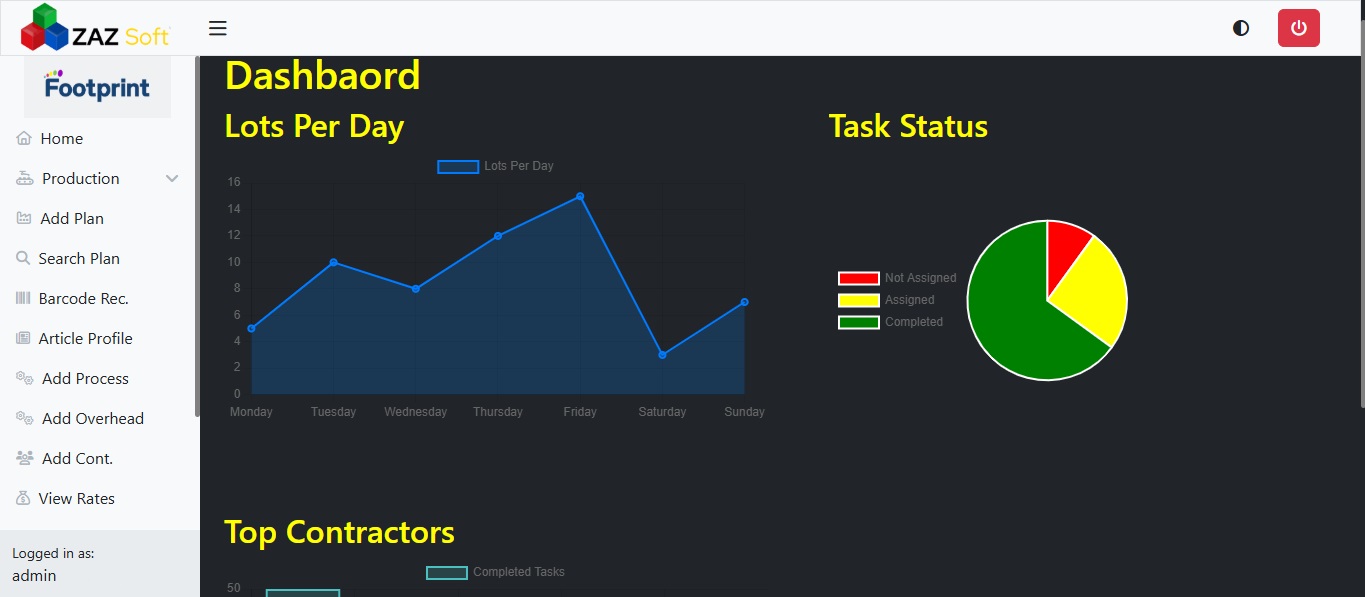 ZAZ Soft
Footprint
Home
Production
Add Plan
Search Plan
Barcode Rec.
Article Profile
Add Process
Add Overhead
Add Cont.
View Rates
Logged in as:
admin
Dashbaord
Lots Per Day
Lots Per Day
16
14
12
10
8
6
4
2
0
Monday Tuesday Wednesday Thursday Friday Saturday Sunday
Task Status
Not Assigned
Assigned
Completed
Top Contractors
Completed Tasks
50